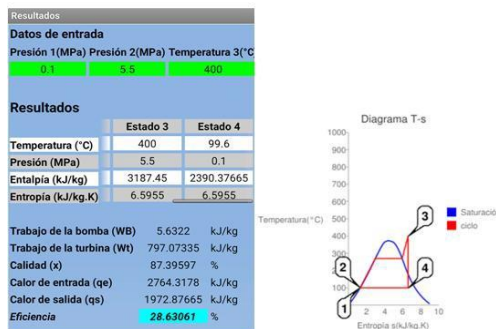 Resultados
Datos de entrada
Presión 1(MPa) Presión 2(MPa) Temperatura 3(°C
0.1 5.5 400
Resultados
Estado 3 Estado 4
Temperatura (°C) 400 99.6
Presión (MPa) 5.5 0.1
Entalpía (kJ/kg) 3187.45 2390.37665
Entropía (kJ/kg.K) 6.5955 6.5955
Trabajo de la bomba (WB) 5.6322 kJ/kg
Trabajo de la turbina (Wt) 797.07335 kJ/kg
Calidad (x) 87.39597 %
Calor de entrada (qe) 2764.3178 kJ/kg
Calor de salida (qs) 1972.87665 kJ/kg
Eficiencia 28.63061 %
Diagrama T-s
1000
900
800
700
600
500
400
300
200
100
Temperatura(°C)
Saturació
ciclo
1
2
3
4
0 2 4 6 8 10
Entropía s(kJ/kg.K)